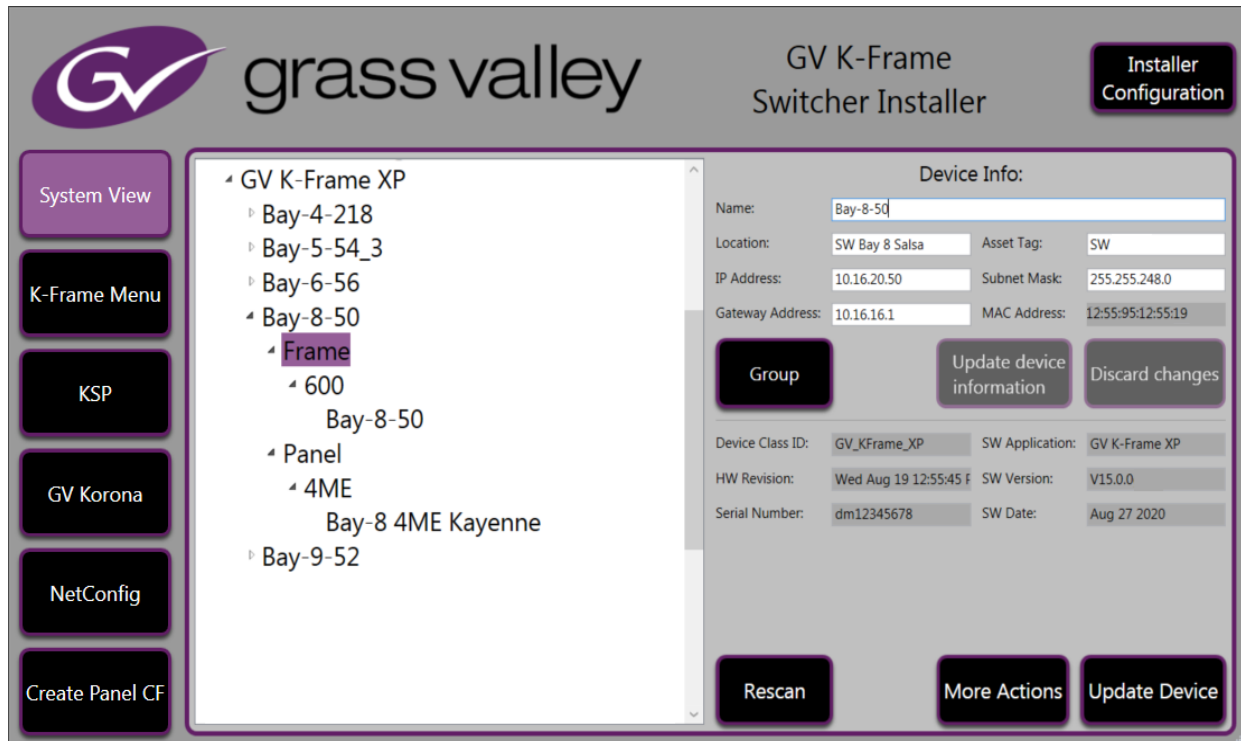 GV grass valley
GV K-Frame
Switcher Installer
Installer
Configuration
System View
K-Frame Menu
KSP
GV Korona
NetConfig
Create Panel CF
GV K-Frame XP
Bay-4-218
Bay-5-54_3
Bay-6-56
Bay-8-50
Frame
600
Bay-8-50
Panel
4ME
Bay-8 4ME Kayenne
Bay-9-52
Device Info:
Name: Bay-8-50
Location: SW Bay 8 Salsa Asset Tag: SW
IP Address: 10.16.20.50 Subnet Mask: 255.255.248.0
Gateway Address: 10.16.16.1 MAC Address: 12:55:95:12:55:19
Group
Update device
information
Discard changes
Device Class ID: GV_KFrame_XP SW Application: GV K-Frame XP
HW Revision: Wed Aug 19 12:55:45 SW Version: V15.0.0
Serial Number: dm12345678 SW Date: Aug 27 2020
Rescan
More Actions
Update Device